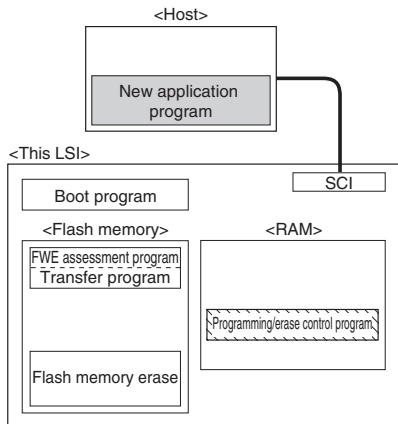 <Host>
New application
program
<This LSI>
SCI
Boot program
<Flash memory>
<RAM>
FWE assessment program
Transfer program
Programming/erase control program
Flash memory erase